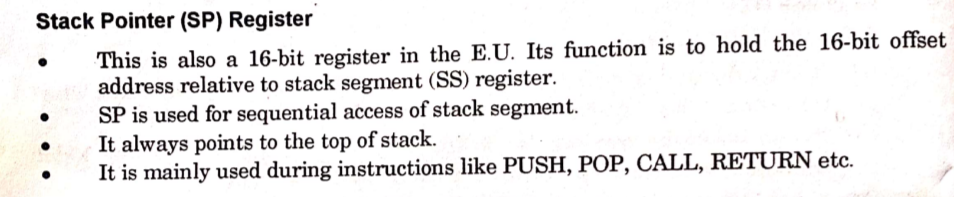 Stack Pointer (SP) Register
• This is also a 16-bit register in the E.U. Its function is to hold the 16-bit offset
address relative to stack segment (SS) register.
• SP is used for sequential access of stack segment.
• It always points to the top of stack.
• It is mainly used during instructions like PUSH, POP, CALL, RETURN etc.